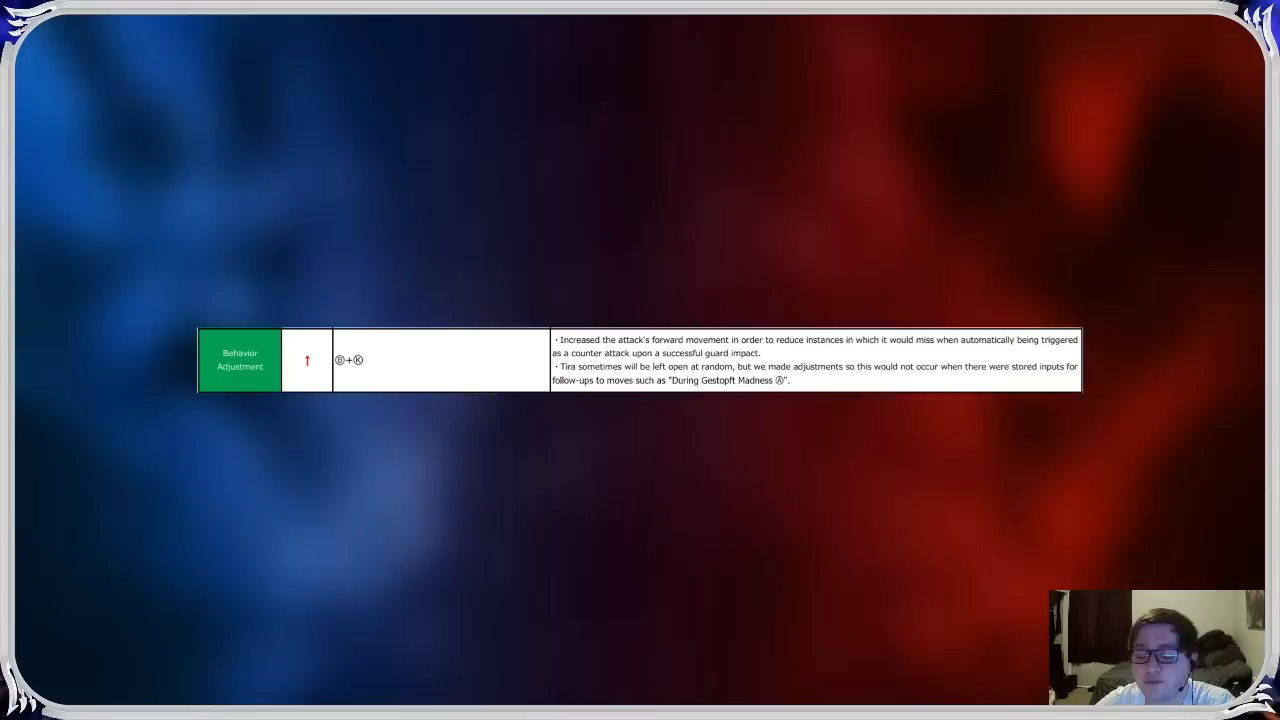 Behavior
Adjustment
↑
Ⓑ+Ⓚ
・Increased the attack's forward movement in order to reduce instances in which it would miss when automatically being triggered
as a counter attack upon a successful guard impact.
・Tira sometimes will be left open at random, but we made adjustments so this would not occur when there were stored inputs for
follow-ups to moves such as "During Gestopft Madness Ⓐ".